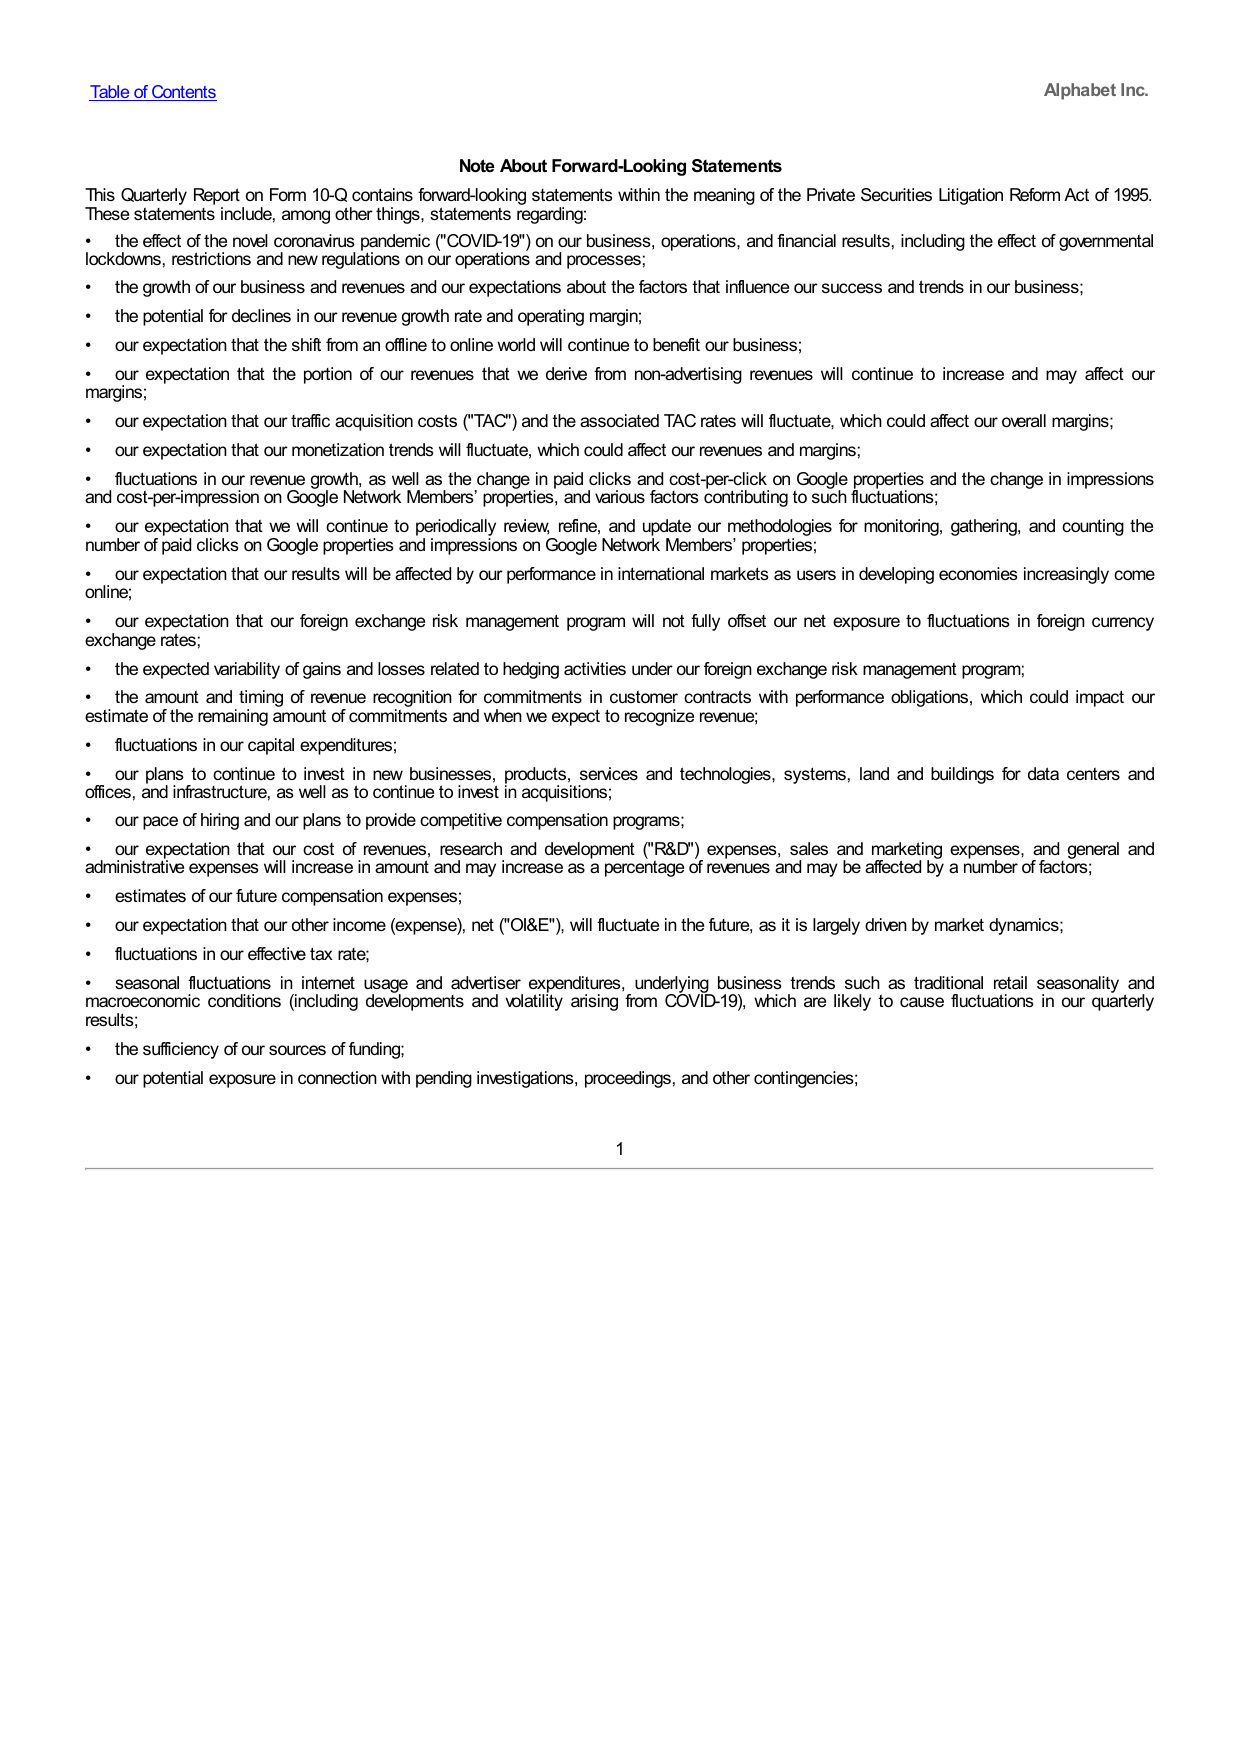 Table of Contents
Alphabet Inc.
Note About Forward-Looking Statements
This Quarterly Report on Form 10-Q contains forward-looking statements within the meaning of the Private Securities Litigation Reform Act of 1995.
These statements include, among other things, statements regarding:
• the effect of the novel coronavirus pandemic ("COVID-19") on our business, operations, and financial results, including the effect of governmental
lockdowns, restrictions and new regulations on our operations and processes;
• the growth of our business and revenues and our expectations about the factors that influence our success and trends in our business;
• the potential for declines in our revenue growth rate and operating margin;
• our expectation that the shift from an offline to online world will continue to benefit our business;
• our expectation that the portion of our revenues that we derive from non-advertising revenues will continue to increase and may affect our
margins;
• our expectation that our traffic acquisition costs ("TAC") and the associated TAC rates will fluctuate, which could affect our overall margins;
• our expectation that our monetization trends will fluctuate, which could affect our revenues and margins;
• fluctuations in our revenue growth, as well as the change in paid clicks and cost-per-click on Google properties and the change in impressions
and cost-per-impression on Google Network Members’ properties, and various factors contributing to such fluctuations;
• our expectation that we will continue to periodically review, refine, and update our methodologies for monitoring, gathering, and counting the
number of paid clicks on Google properties and impressions on Google Network Members’ properties;
• our expectation that our results will be affected by our performance in international markets as users in developing economies increasingly come
online;
• our expectation that our foreign exchange risk management program will not fully offset our net exposure to fluctuations in foreign currency
exchange rates;
• the expected variability of gains and losses related to hedging activities under our foreign exchange risk management program;
• the amount and timing of revenue recognition for commitments in customer contracts with performance obligations, which could impact our
estimate of the remaining amount of commitments and when we expect to recognize revenue;
• fluctuations in our capital expenditures;
• our plans to continue to invest in new businesses, products, services and technologies, systems, land and buildings for data centers and
offices, and infrastructure, as well as to continue to invest in acquisitions;
• our pace of hiring and our plans to provide competitive compensation programs;
• our expectation that our cost of revenues, research and development ("R&D") expenses, sales and marketing expenses, and general and
administrative expenses will increase in amount and may increase as a percentage of revenues and may be affected by a number of factors;
• estimates of our future compensation expenses;
• our expectation that our other income (expense), net ("OI&E"), will fluctuate in the future, as it is largely driven by market dynamics;
• fluctuations in our effective tax rate;
• seasonal fluctuations in internet usage and advertiser expenditures, underlying business trends such as traditional retail seasonality and
macroeconomic conditions (including developments and volatility arising from COVID-19), which are likely to cause fluctuations in our quarterly
results;
• the sufficiency of our sources of funding;
• our potential exposure in connection with pending investigations, proceedings, and other contingencies;
1